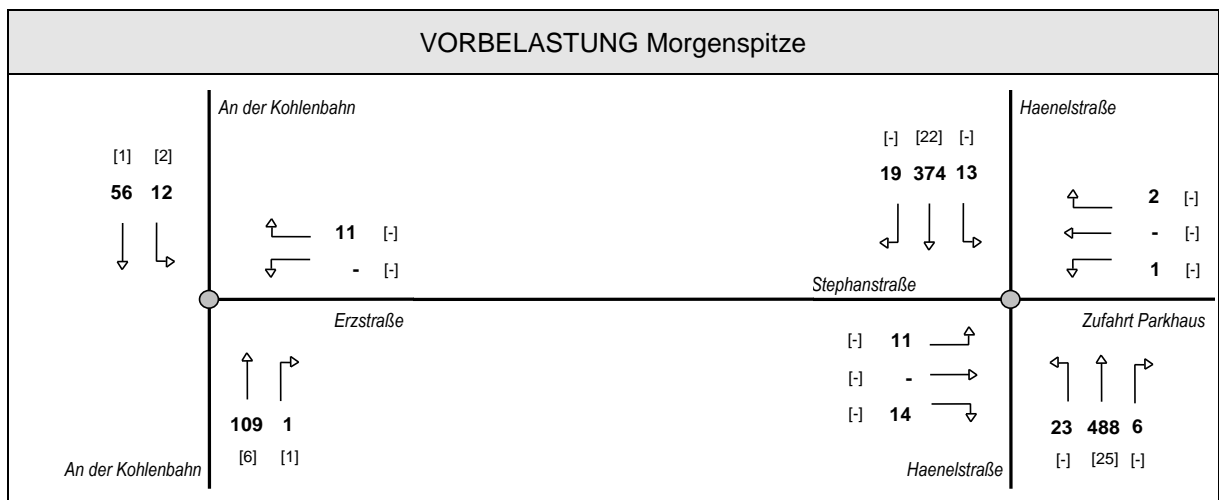 VORBELASTUNG Morgenspitze
An der Kohlenbahn
Haenelstraße
[-] [22] [-]
[1] [2]
19 374 13
56 12
2 [-]
11 [-]
- [-]
- [-]
1 [-]
Stephanstraße
Erzstraße
Zufahrt Parkhaus
[-] 11
[-] -
[-] 14
109 1
23 488 6
[6] [1]
[-] [25] [-]
An der Kohlenbahn
Haenelstraße